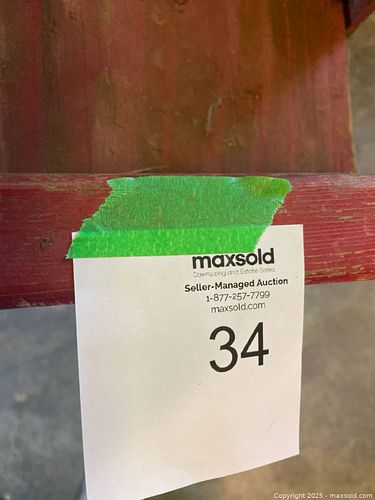 maxsold
Downsizing and Estate Sales
Seller-Managed Auction
1-877-257-7799
maxsold.com
34
Copyright 2025 - maxsold.com